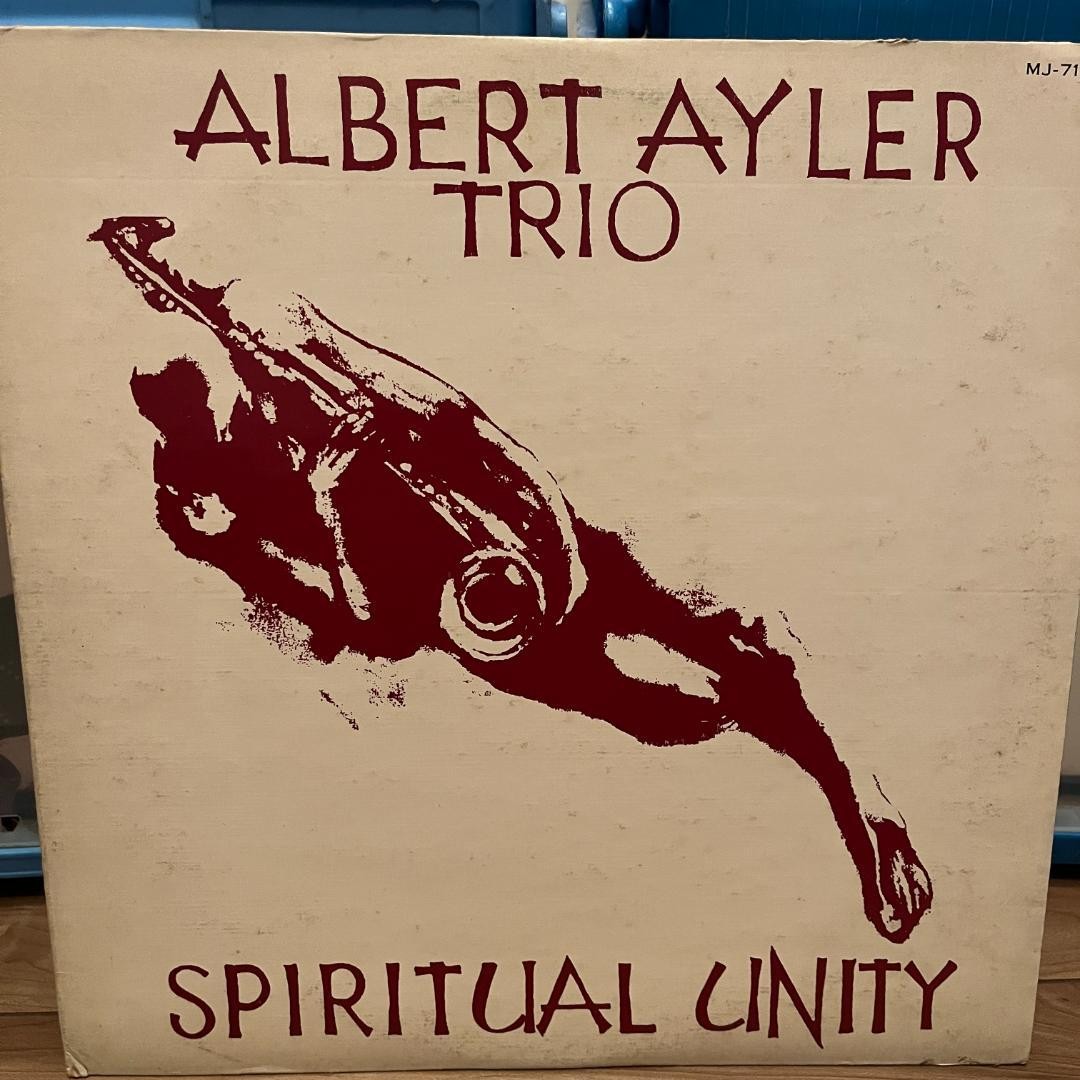 MJ-71
ALBERT AYLER
TRIO
SPIRITUAL UNITY